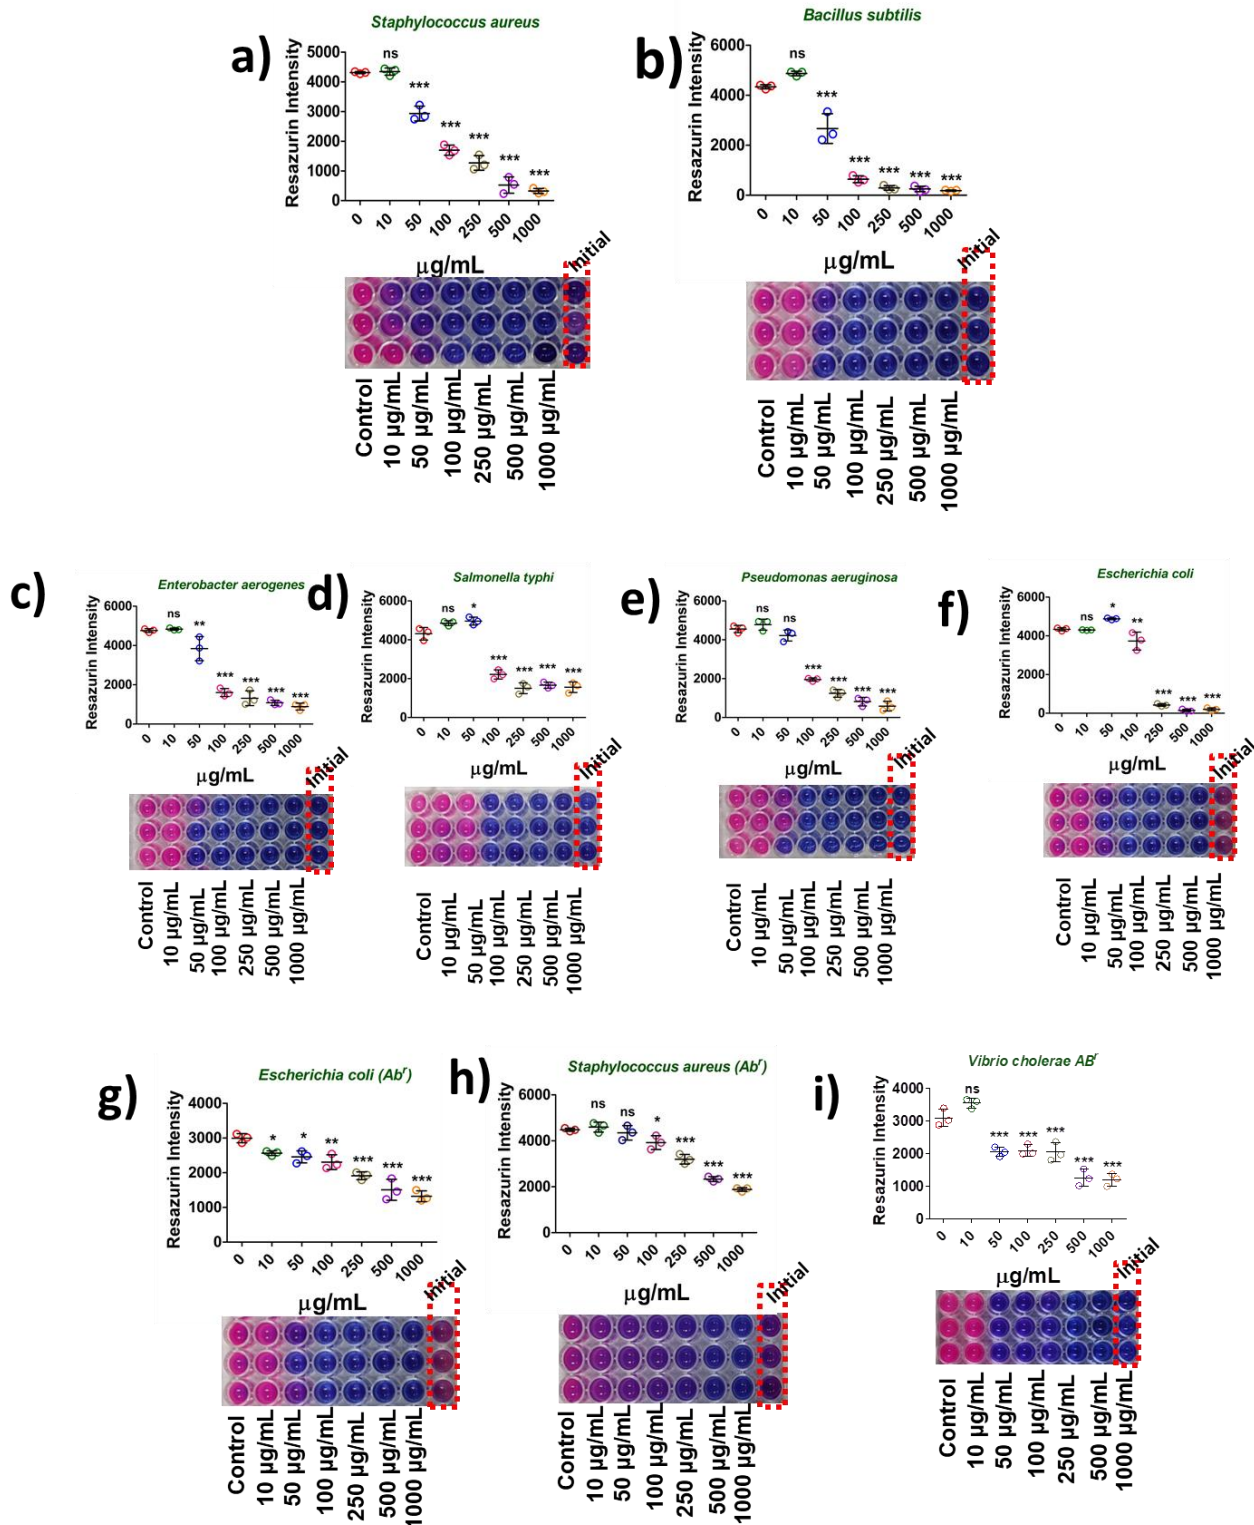 a)
Staphylococcus aureus
Resazurin Intensity
5000
4000
3000
2000
1000
0
ns
***
***
***
***
***
0
10
50
100
250
500
1000
µg/mL
Initial
Control
10 µg/mL
50 µg/mL
100 µg/mL
250 µg/mL
500 µg/mL
1000 µg/mL
b)
Bacillus subtilis
Resazurin Intensity
6000
4000
2000
0
ns
***
***
***
***
***
0
10
50
100
250
500
1000
µg/mL
Initial
Control
10 µg/mL
50 µg/mL
100 µg/mL
250 µg/mL
500 µg/mL
1000 µg/mL
c)
Enterobacter aerogenes
Resazurin Intensity
6000
4000
2000
0
ns
**
***
***
***
***
0
10
50
100
250
500
1000
µg/mL
Initial
Control
10 µg/mL
50 µg/mL
100 µg/mL
250 µg/mL
500 µg/mL
1000 µg/mL
d)
Salmonella typhi
Resazurin Intensity
6000
4000
2000
0
ns
*
***
***
***
***
0
10
50
100
250
500
1000
µg/mL
Initial
Control
10 µg/mL
50 µg/mL
100 µg/mL
250 µg/mL
500 µg/mL
1000 µg/mL
e)
Pseudomonas aeruginosa
Resazurin Intensity
6000
4000
2000
0
ns
ns
***
***
***
***
0
10
50
100
250
500
1000
µg/mL
Initial
Control
10 µg/mL
50 µg/mL
100 µg/mL
250 µg/mL
500 µg/mL
1000 µg/mL
f)
Escherichia coli
Resazurin Intensity
6000
4000
2000
0
ns
*
**
***
***
***
0
10
50
100
250
500
1000
µg/mL
Initial
Control
10 µg/mL
50 µg/mL
100 µg/mL
250 µg/mL
500 µg/mL
1000 µg/mL
g)
Escherichia coli (Abʳ)
Resazurin Intensity
4000
3000
2000
1000
0
*
*
**
***
***
***
0
10
50
100
250
500
1000
µg/mL
Initial
Control
10 µg/mL
50 µg/mL
100 µg/mL
250 µg/mL
500 µg/mL
1000 µg/mL
h)
Staphylococcus aureus (Abʳ)
Resazurin Intensity
6000
4000
2000
0
ns
ns
*
***
***
***
0
10
50
100
250
500
1000
µg/mL
Initial
Control
10 µg/mL
50 µg/mL
100 µg/mL
250 µg/mL
500 µg/mL
1000 µg/mL
i)
Vibrio cholerae ABʳ
Resazurin Intensity
4000
3000
2000
1000
0
ns
***
***
***
***
***
0
10
50
100
250
500
1000
µg/mL
Initial
Control
10 µg/mL
50 µg/mL
100 µg/mL
250 µg/mL
500 µg/mL
1000 µg/mL